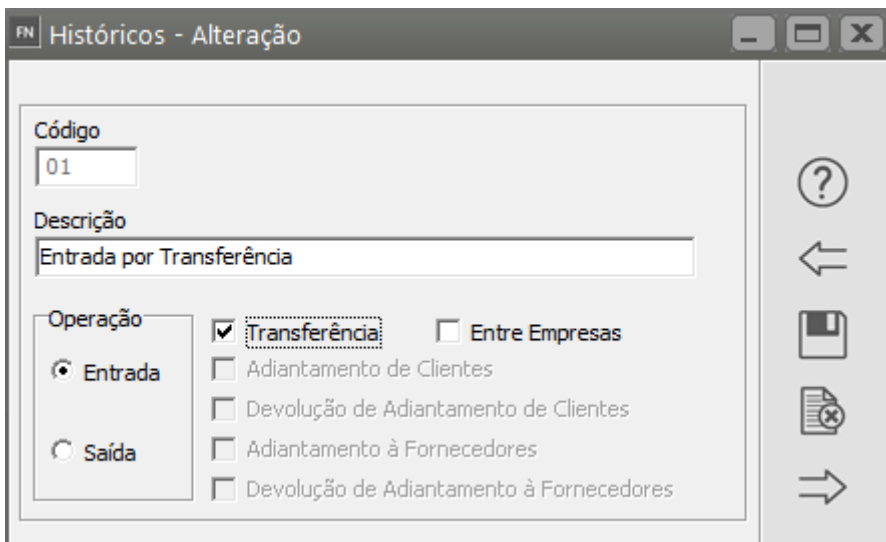 FN Históricos - Alteração
Código
01
Descrição
Entrada por Transferência
Operação
Transferência Entre Empresas
Entrada
Adiantamento de Clientes
Devolução de Adiantamento de Clientes
Saída
Adiantamento à Fornecedores
Devolução de Adiantamento à Fornecedores